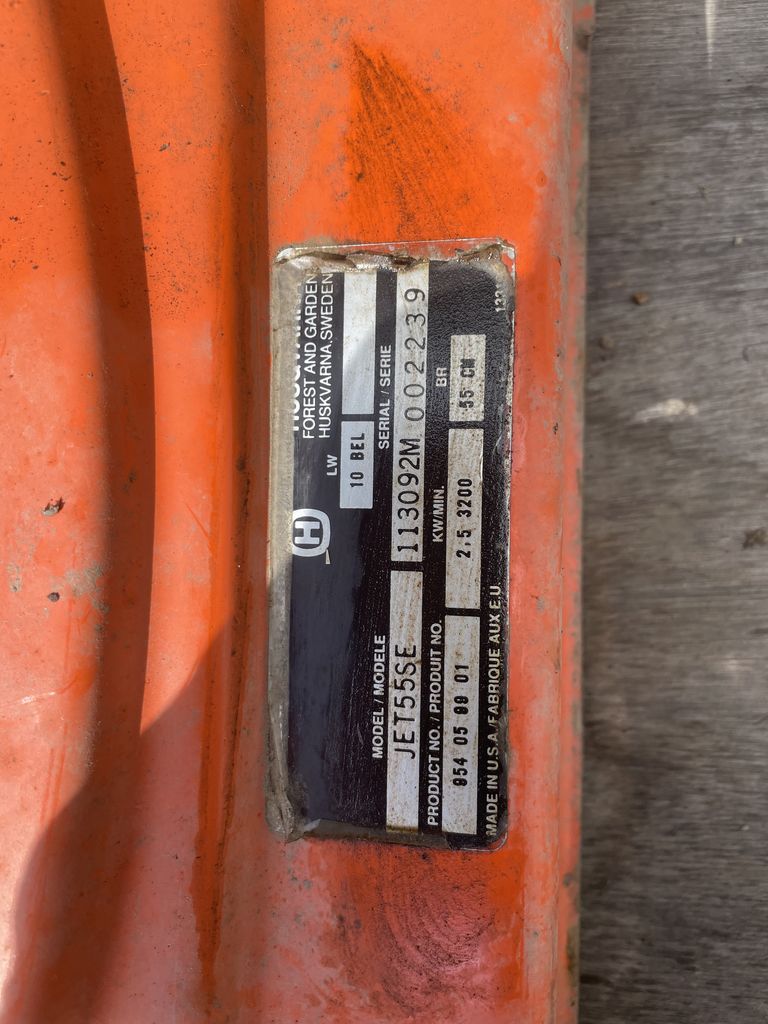 FOREST AND GARDEN
HUSKVARNA, SWEDEN
H
LW
10 BEL
MODEL / MODELE
SERIAL / SERIE
JET55SE
113092M 002239
PRODUCT NO. / PRODUIT NO.
KW/MIN.
BR
954 05 99 01
2,5 3200
55 CM
MADE IN U.S.A/FABRIQUE AUX E.U